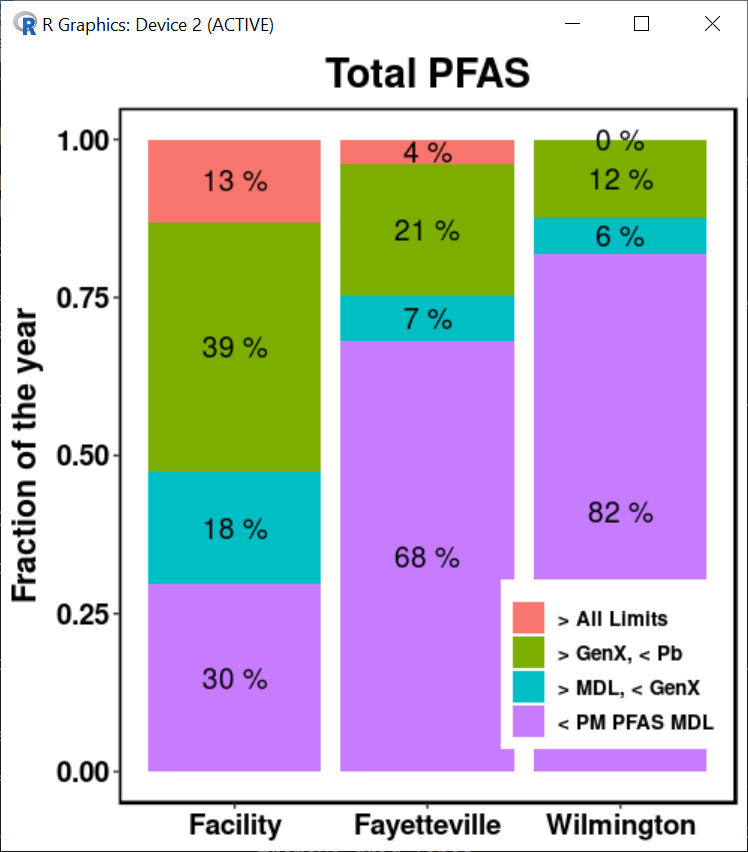 R Graphics: Device 2 (ACTIVE)
Total PFAS
Fraction of the year
1.00
0.75
0.50
0.25
0.00
13 %
39 %
18 %
30 %
4 %
21 %
7 %
68 %
0 %
12 %
6 %
82 %
> All Limits
> GenX, < Pb
> MDL, < GenX
< PM PFAS MDL
Facility
Fayetteville
Wilmington